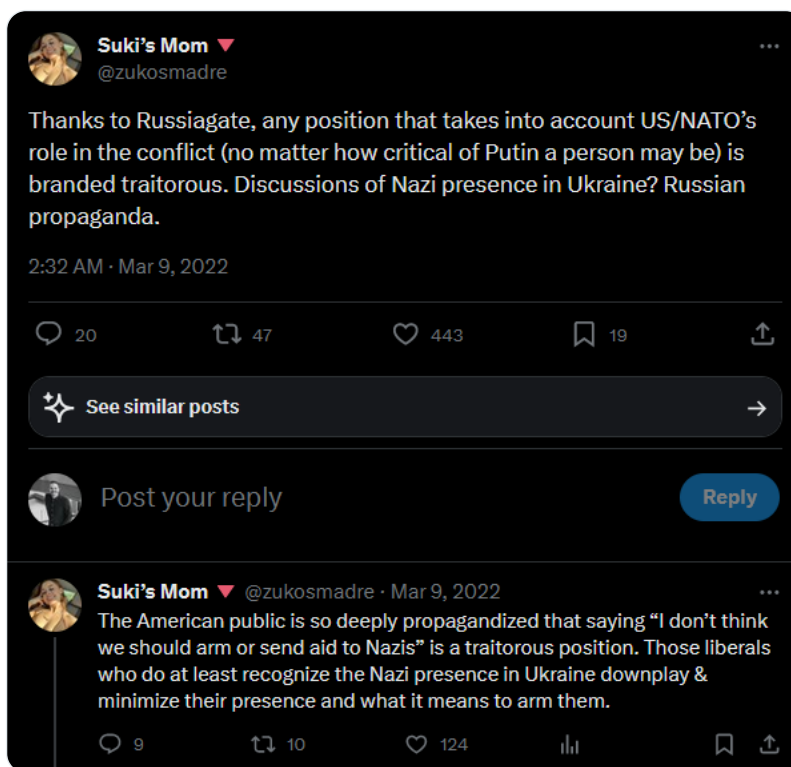 Suki's Mom
@zukosmadre
Thanks to Russiagate, any position that takes into account US/NATO's
role in the conflict (no matter how critical of Putin a person may be) is
branded traitorous. Discussions of Nazi presence in Ukraine? Russian
propaganda.
2:32 AM · Mar 9, 2022
20 47 443 19
See similar posts
Post your reply Reply
Suki's Mom @zukosmadre · Mar 9, 2022
The American public is so deeply propagandized that saying “I don't think
we should arm or send aid to Nazis” is a traitorous position. Those liberals
who do at least recognize the Nazi presence in Ukraine downplay &
minimize their presence and what it means to arm them.
9 10 124